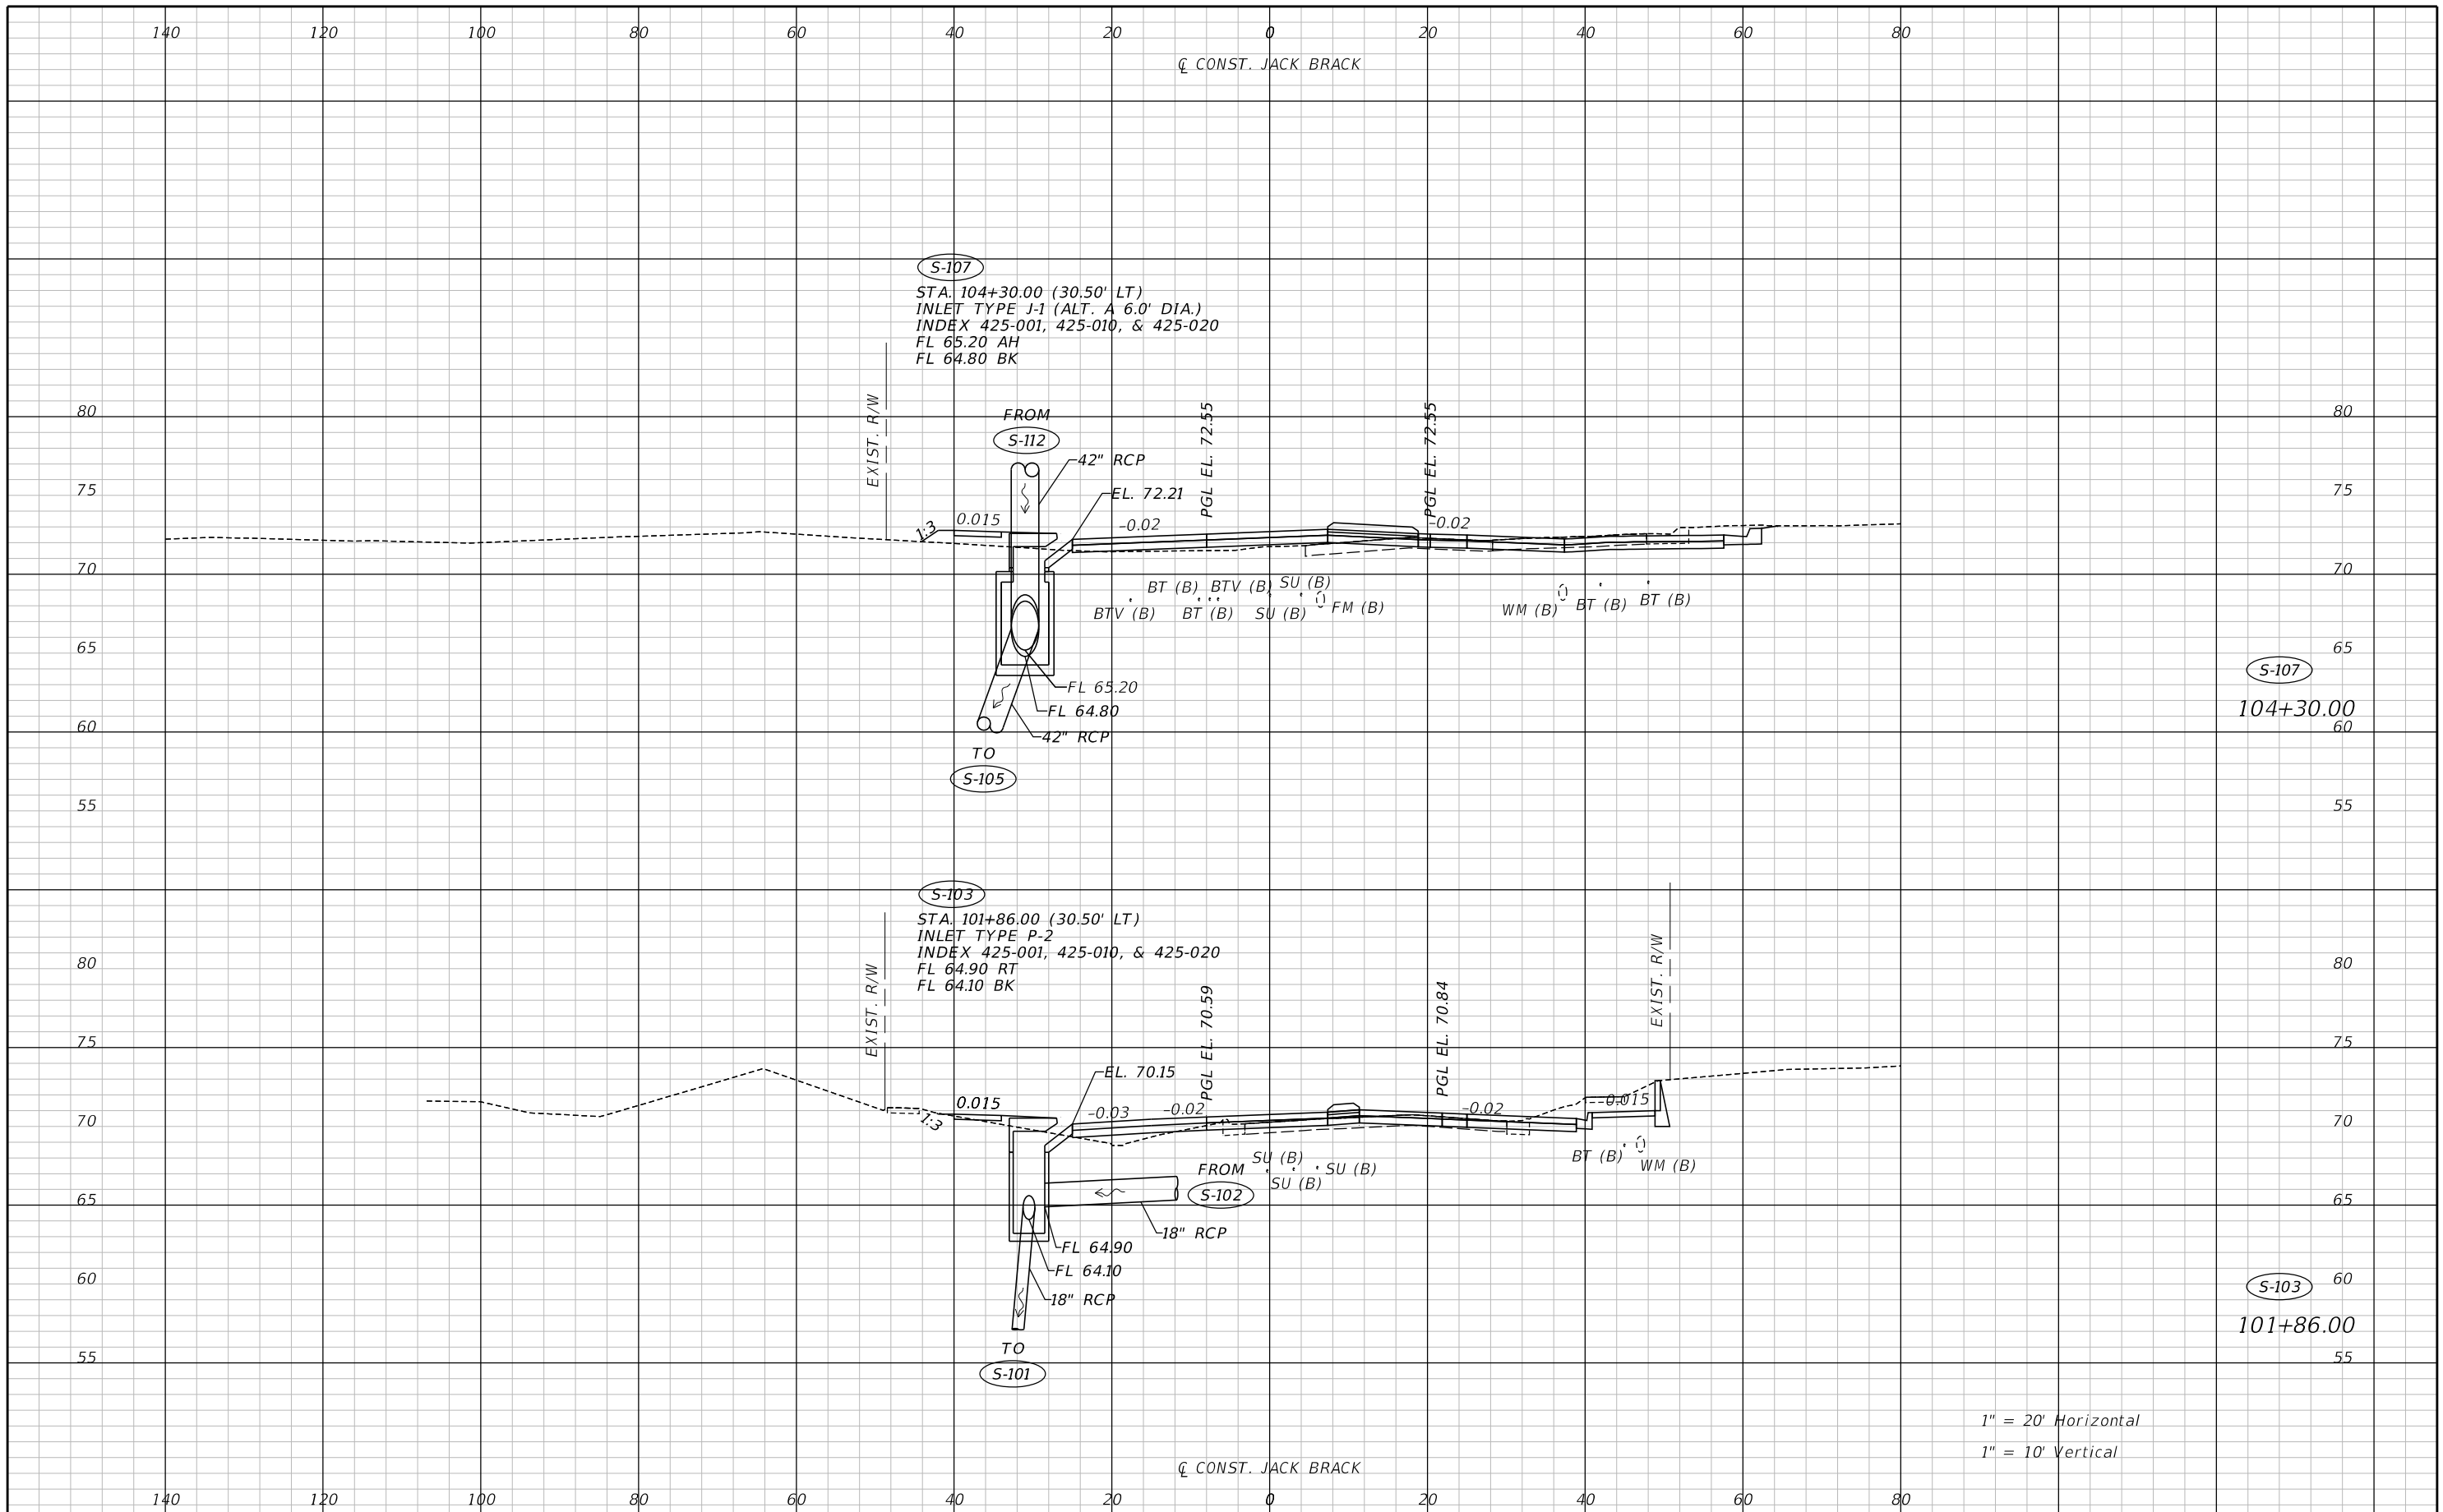 140 120 100 80 60 40 20 0 20 40 60 80
℄ CONST. JACK BRACK
S-107
STA. 104+30.00 (30.50' LT)
INLET TYPE J-1 (ALT. A 6.0' DIA.)
INDEX 425-001, 425-010, & 425-020
FL 65.20 AH
FL 64.80 BK
EXIST. R/W
FROM
S-112
42" RCP
EL. 72.21
PGL EL. 72.55
PGL EL. 72.55
1:3
0.015
-0.02
-0.02
80 80
75 75
70 70
65 65
60 60
55 55
BTV (B)
BT (B)
BT (B)
BTV (B)
SU (B)
SU (B)
FM (B)
WM (B)
BT (B)
BT (B)
FL 65.20
FL 64.80
42" RCP
TO
S-105
S-107
104+30.00
S-103
STA. 101+86.00 (30.50' LT)
INLET TYPE P-2
INDEX 425-001, 425-010, & 425-020
FL 64.90 RT
FL 64.10 BK
EXIST. R/W
EXIST. R/W
PGL EL. 70.59
PGL EL. 70.84
EL. 70.15
0.015
1:3
-0.03
-0.02
-0.02
-0.015
80 80
75 75
70 70
65 65
60 60
55 55
FROM
S-102
SU (B)
SU (B)
SU (B)
BT (B)
WM (B)
18" RCP
FL 64.90
FL 64.10
18" RCP
TO
S-101
S-103
101+86.00
1" = 20' Horizontal
1" = 10' Vertical
℄ CONST. JACK BRACK
140 120 100 80 60 40 20 0 20 40 60 80